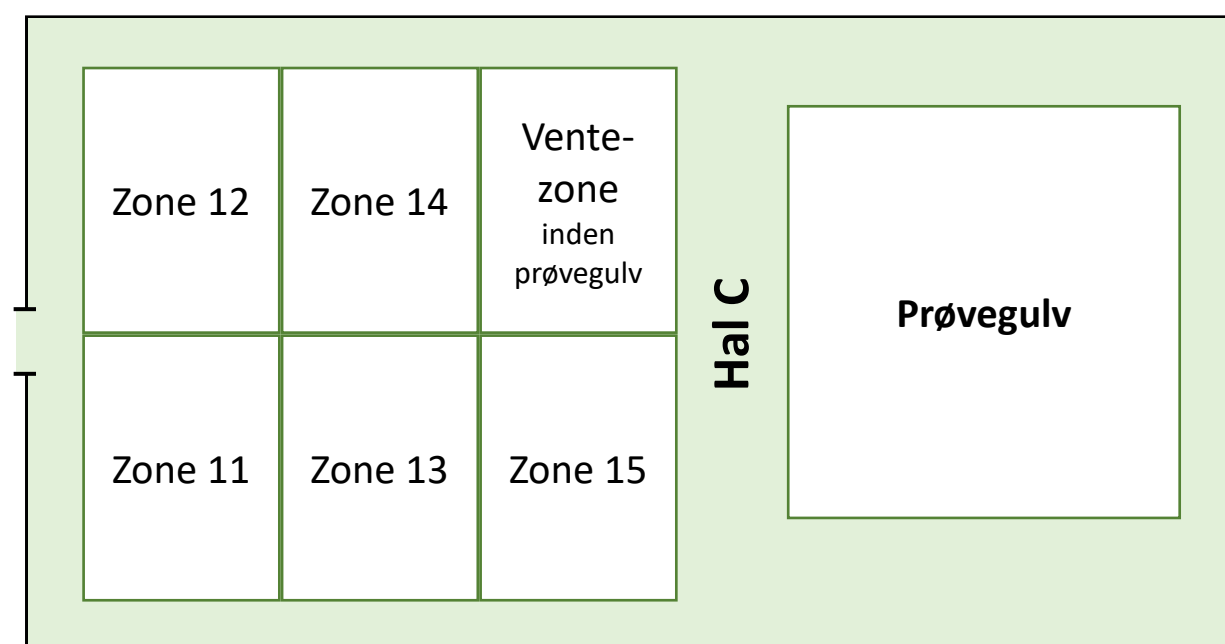 Zone 12
Zone 14
Vente-
zone
inden
prøvegulv
Zone 11
Zone 13
Zone 15
Hal C
Prøvegulv